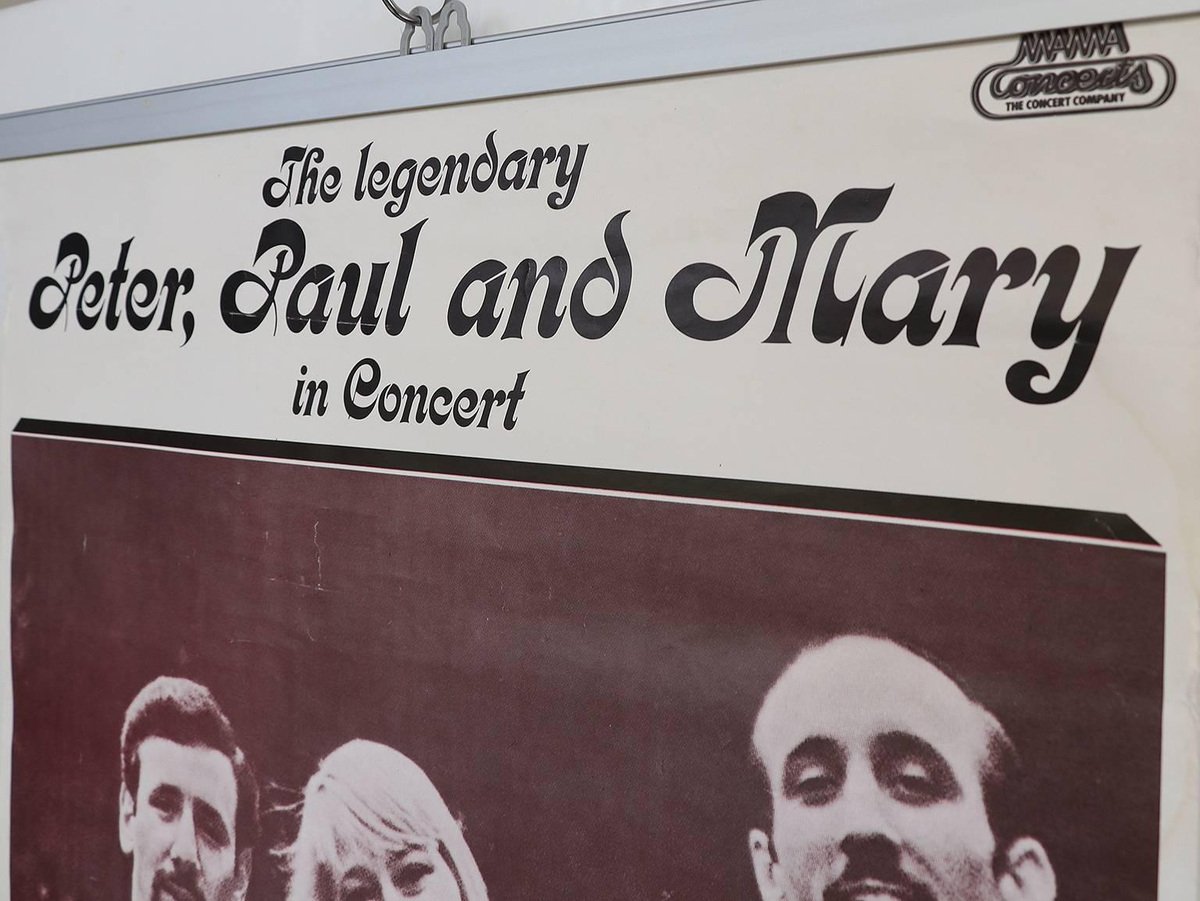 MAMA
Concerts
THE CONCERT COMPANY
The legendary
Peter, Paul and Mary
in Concert